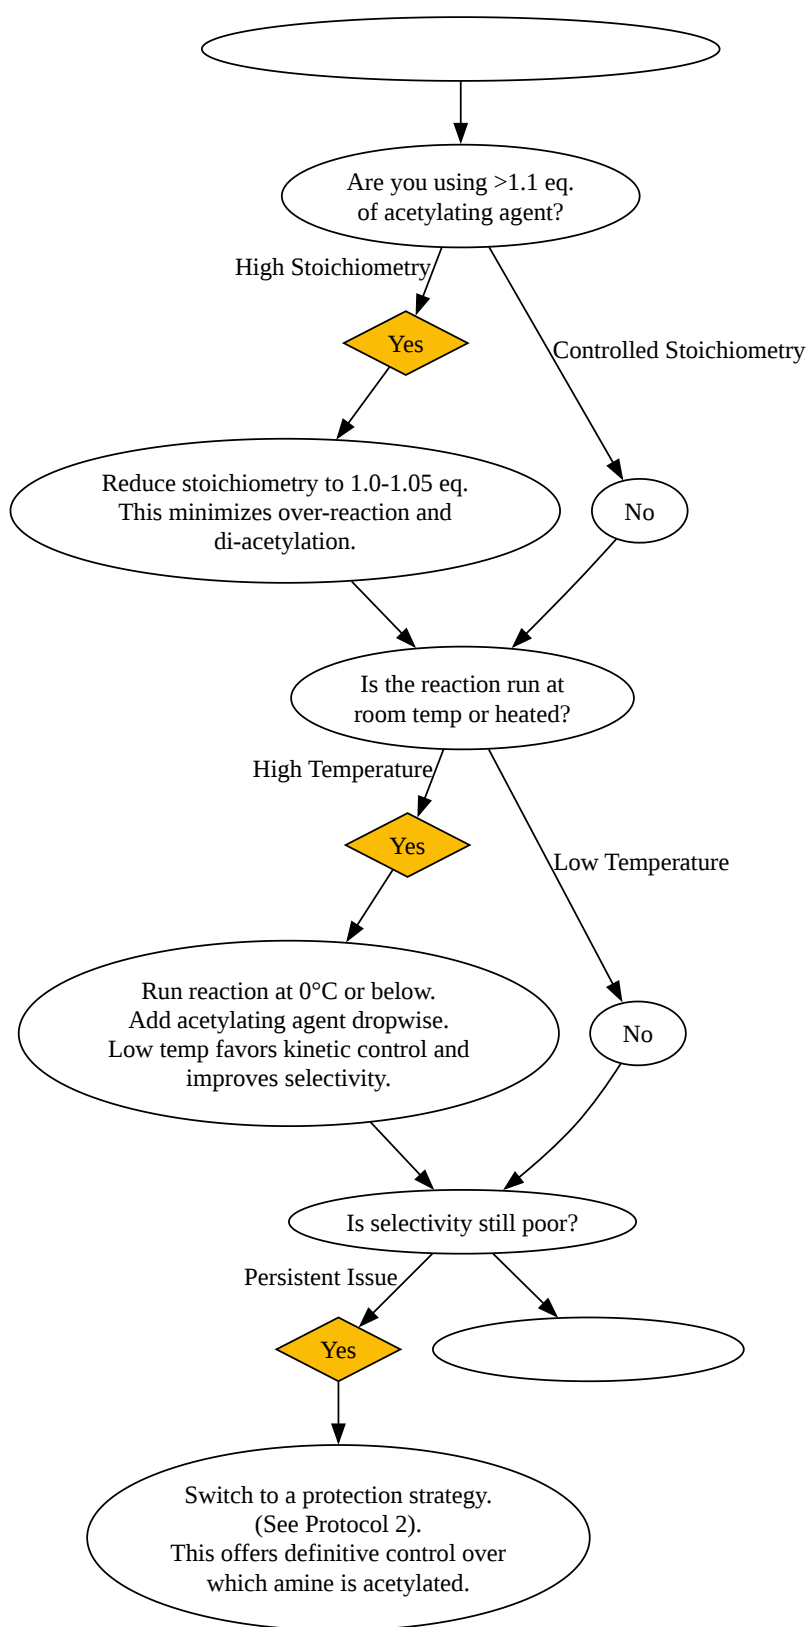 Are you using >1.1 eq.
of acetylating agent?
High Stoichiometry
Yes
Controlled Stoichiometry
Reduce stoichiometry to 1.0-1.05 eq.
This minimizes over-reaction and
di-acetylation.
No
Is the reaction run at
room temp or heated?
High Temperature
Yes
Low Temperature
Run reaction at 0°C or below.
Add acetylating agent dropwise.
Low temp favors kinetic control and
improves selectivity.
No
Is selectivity still poor?
Persistent Issue
Yes
Switch to a protection strategy.
(See Protocol 2).
This offers definitive control over
which amine is acetylated.